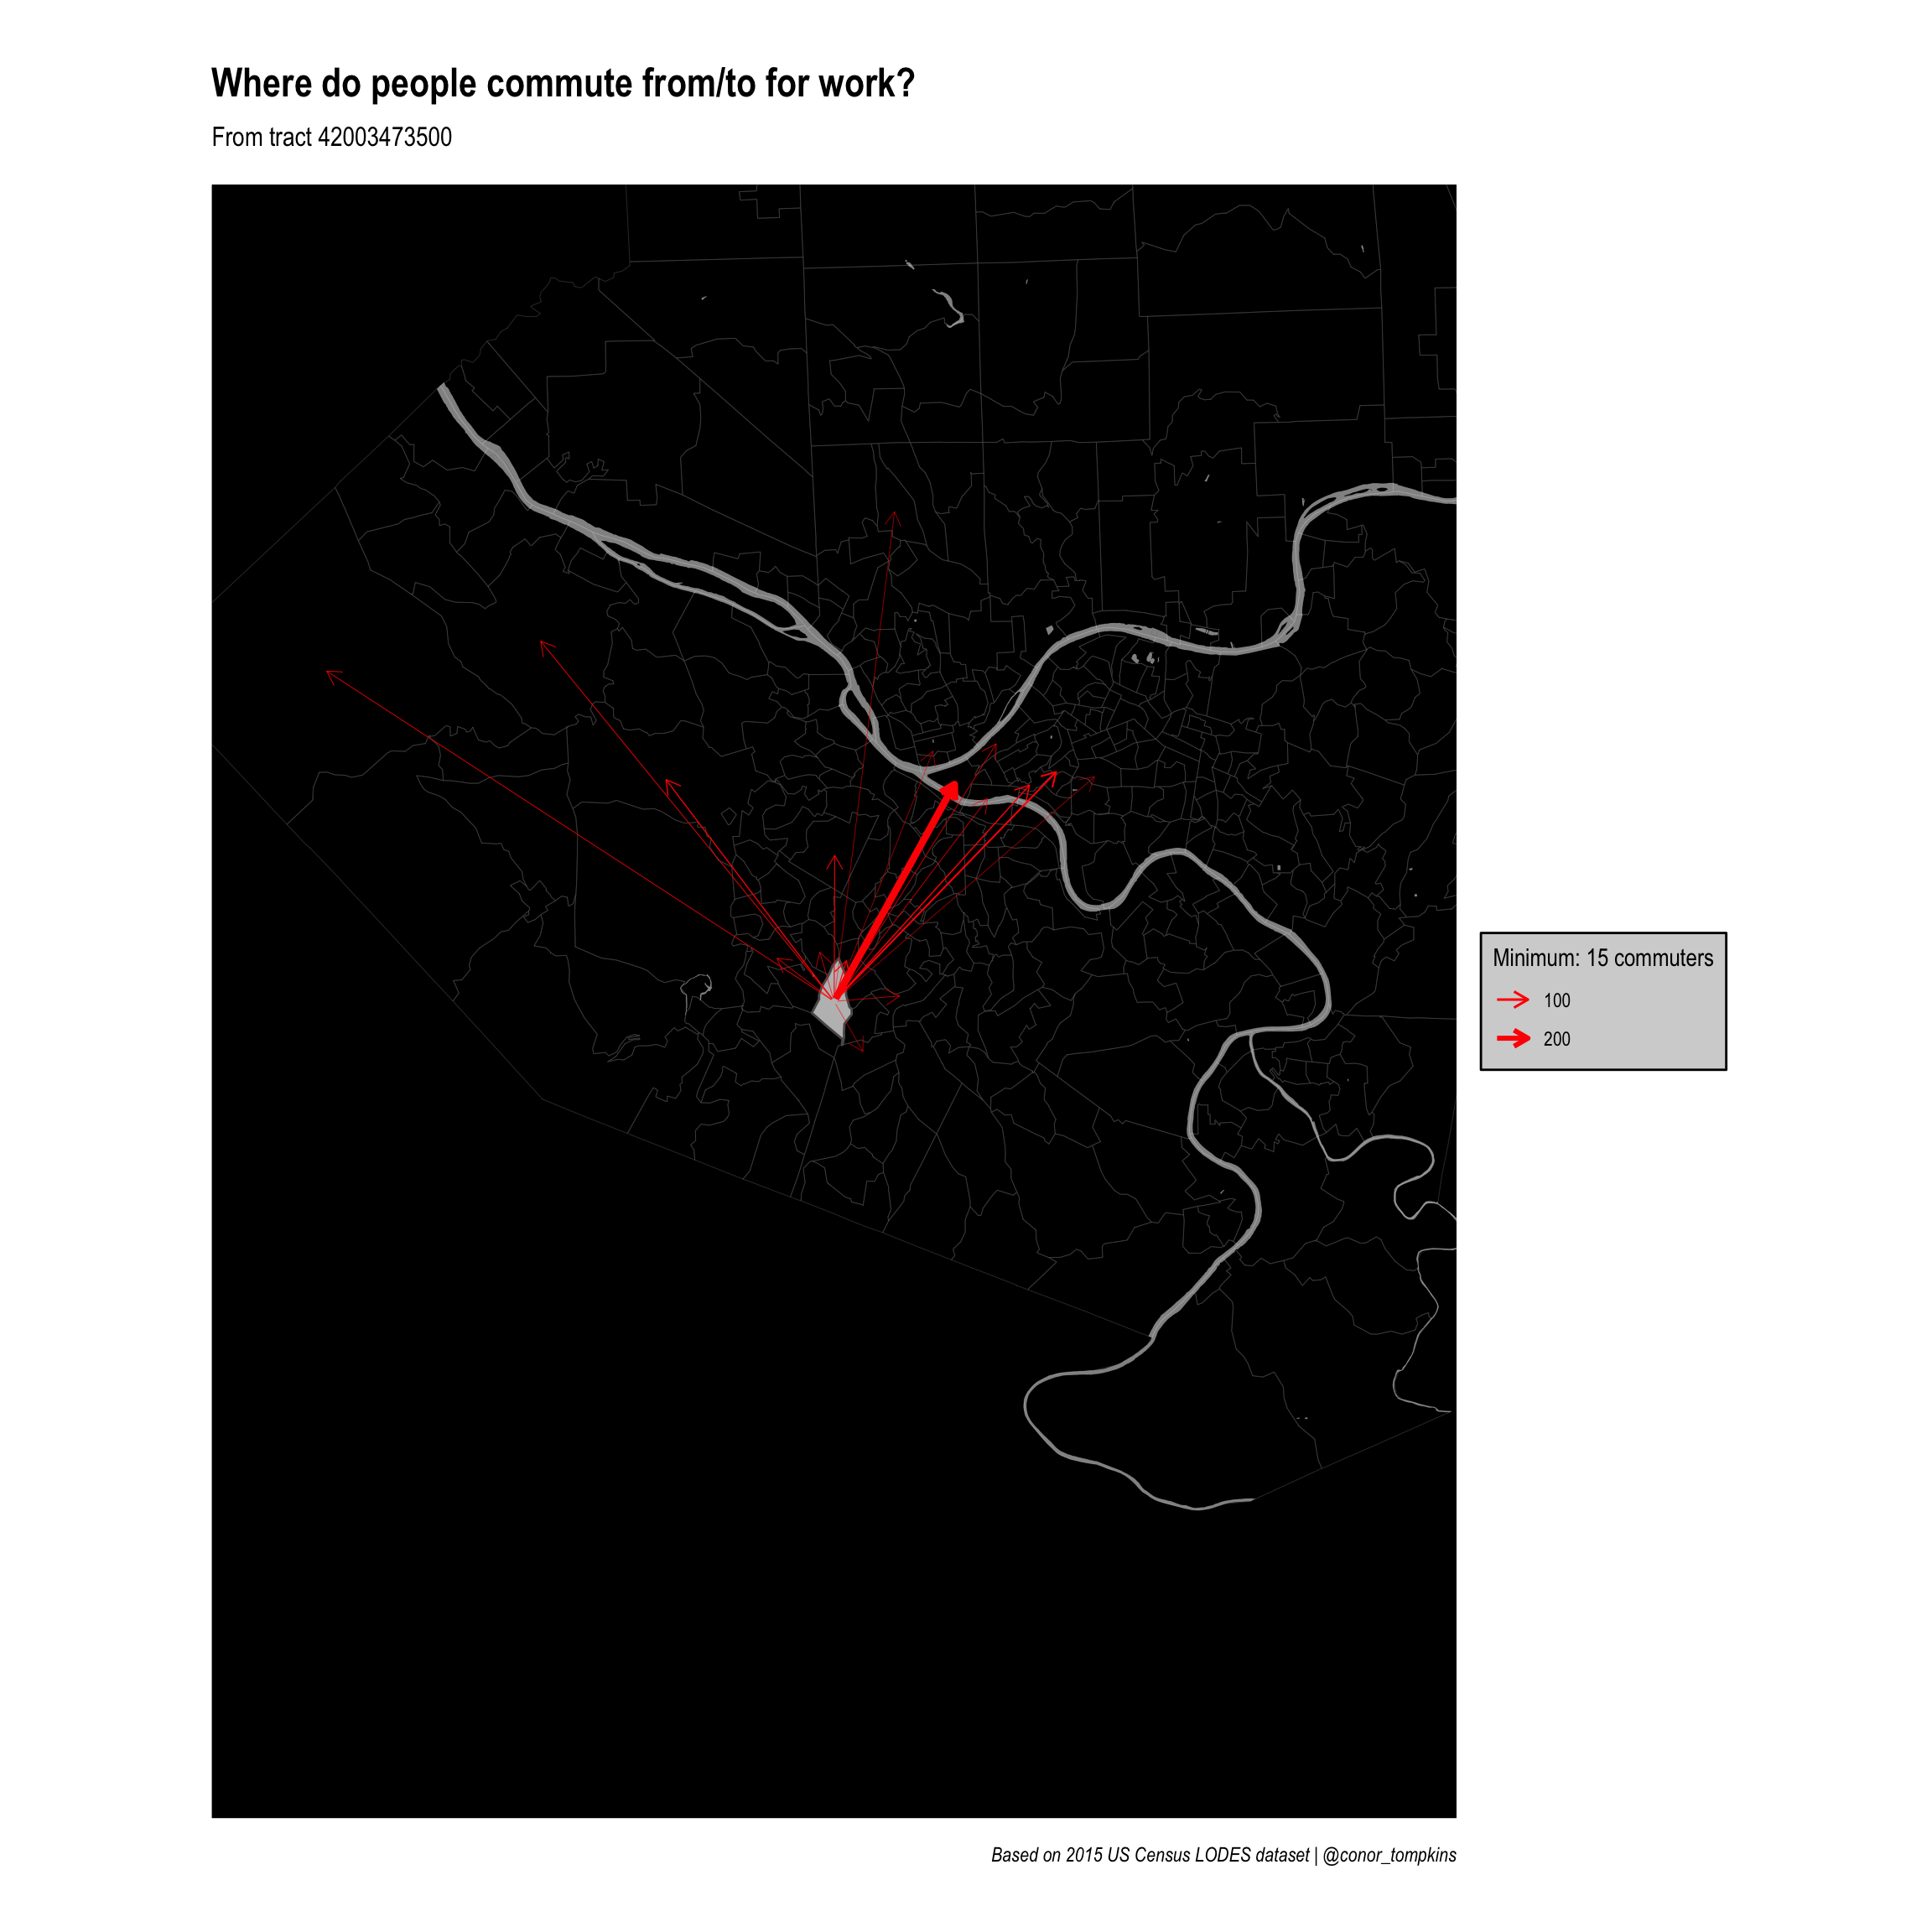 Where do people commute from/to for work?
From tract 42003473500
Minimum: 15 commuters
100
200
Based on 2015 US Census LODES dataset | @conor_tompkins